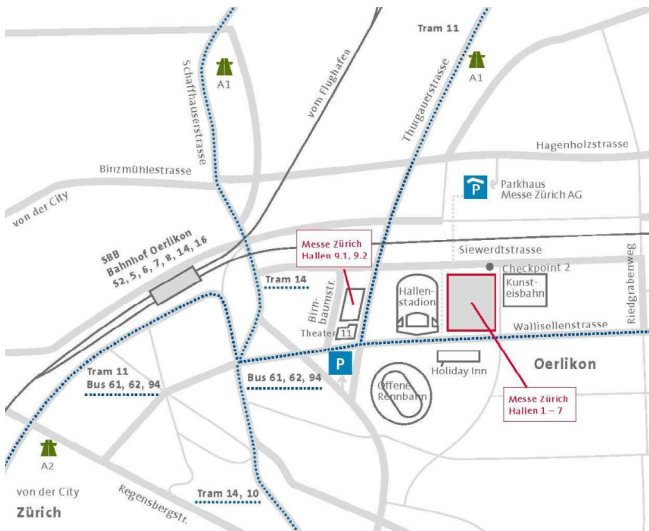 Tram 11
A1
A1
Schaffhauserstrasse
vom Flughafen
Thurgauerstrasse
Hagenholzstrasse
Binzmühlestrasse
von der City
P
Parkhaus
Messe Zürich AG
SBB
Bahnhof Oerlikon
S2, 5, 6, 7, 8, 14, 16
Messe Zürich
Hallen 9.1, 9.2
Siewerdtstrasse
Checkpoint 2
Tram 14
Birn-
baumstr.
Hallen-
stadion
Kunst-
eisbahn
Riedgrabenweg
Theater 11
Wallisellenstrasse
Tram 11
Bus 61, 62, 94
Bus 61, 62, 94
P
Offene
Rennbahn
Holiday Inn
Oerlikon
Messe Zürich
Hallen 1 – 7
A2
von der City
Zürich
Regensbergstr.
Tram 14, 10